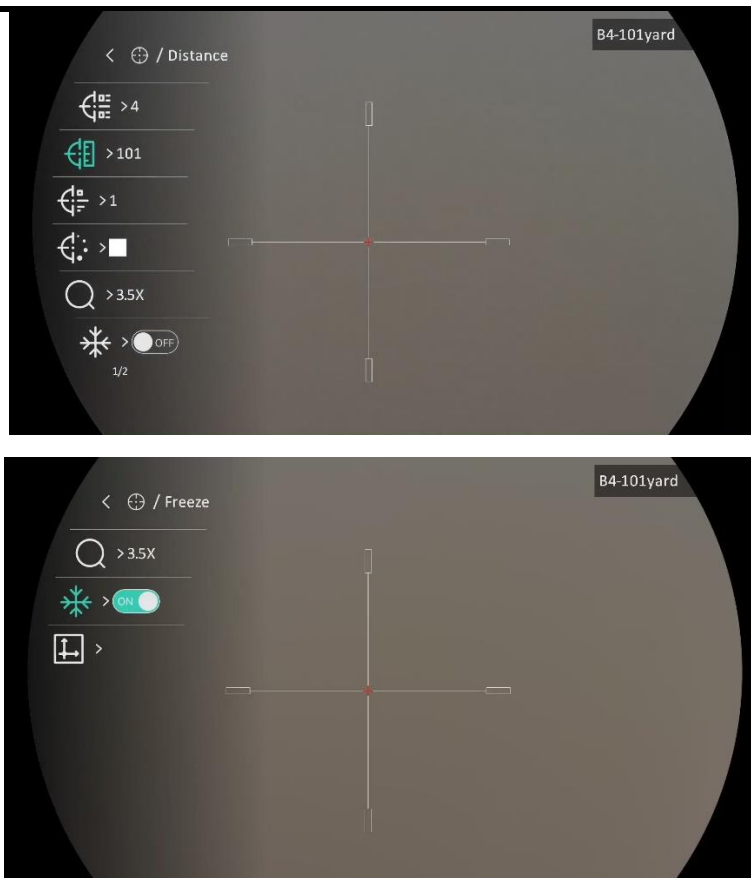 B4-101yard
< / Distance
>4
>101
>1
>
>3.5X
> OFF
1/2
B4-101yard
< / Freeze
>3.5X
> ON
>